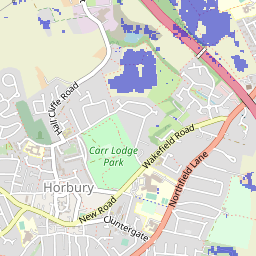 Hall Cliffe Road
Wakefield Road
Carr Lodge
Park
Northfield Lane
Horbury
New Road
Cluntergate